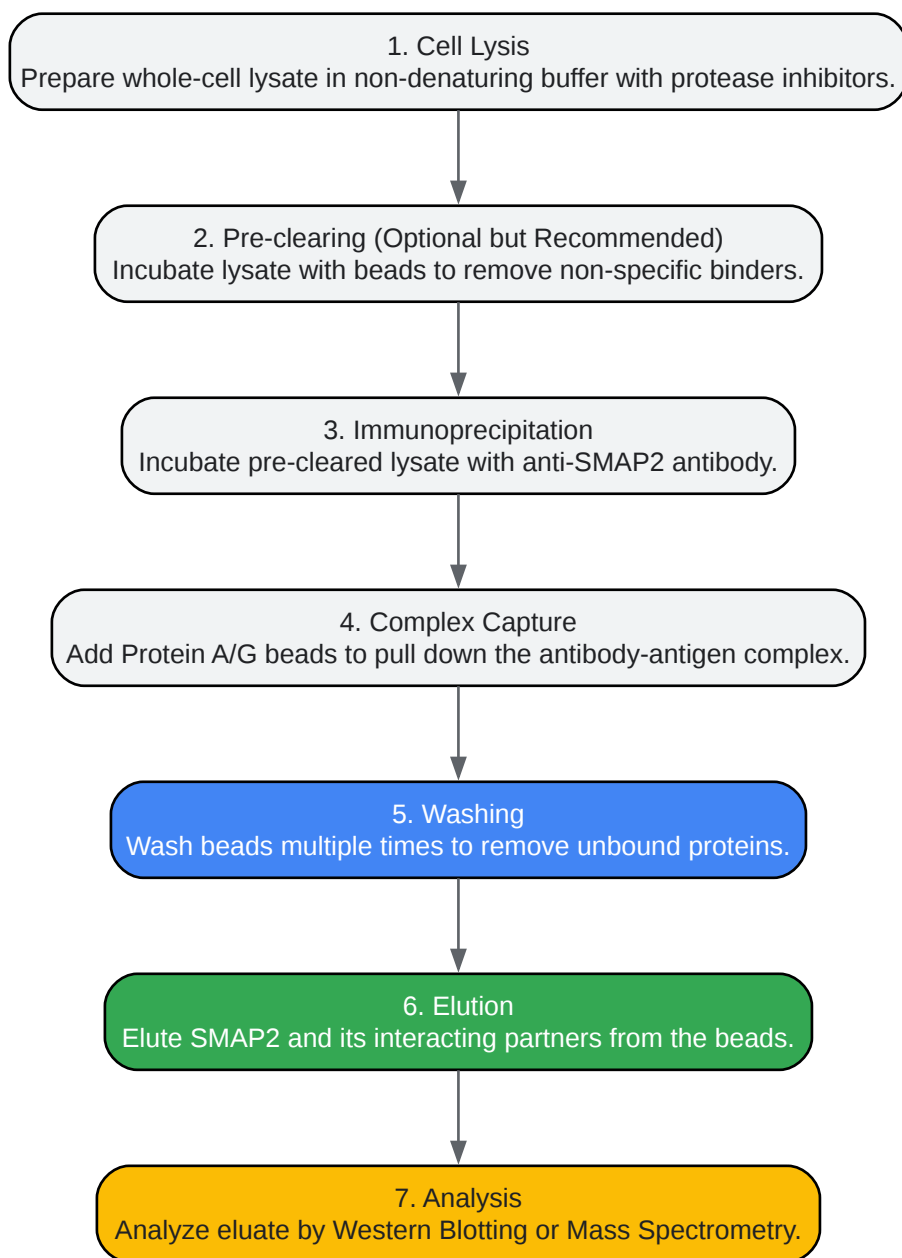 1. Cell Lysis
Prepare whole-cell lysate in non-denaturing buffer with protease inhibitors.
2. Pre-clearing (Optional but Recommended)
Incubate lysate with beads to remove non-specific binders.
3. Immunoprecipitation
Incubate pre-cleared lysate with anti-SMAP2 antibody.
4. Complex Capture
Add Protein A/G beads to pull down the antibody-antigen complex.
5. Washing
Wash beads multiple times to remove unbound proteins.
6. Elution
Elute SMAP2 and its interacting partners from the beads.
7. Analysis
Analyze eluate by Western Blotting or Mass Spectrometry.